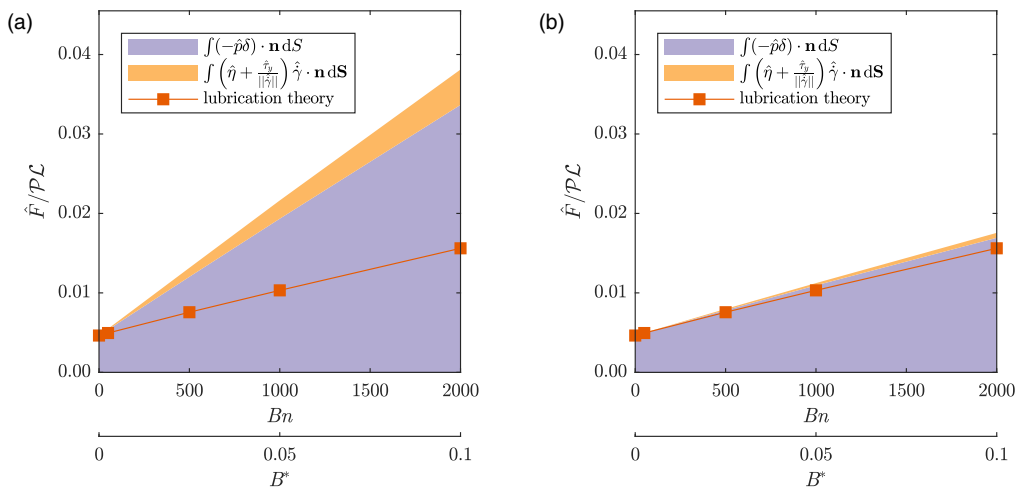 (a)
0.04
0.03
0.02
0.01
0.00
F̂/𝒫ℒ
∫(−p̂δ) · n dS
∫(η̂ + τ̂_y/||γ̇̂||) γ̇̂ · n dS
lubrication theory
0 500 1000 1500 2000
Bn
0 0.05 0.1
B*
(b)
0.04
0.03
0.02
0.01
0.00
F̂/𝒫ℒ
∫(−p̂δ) · n dS
∫(η̂ + τ̂_y/||γ̇̂||) γ̇̂ · n dS
lubrication theory
0 500 1000 1500 2000
Bn
0 0.05 0.1
B*